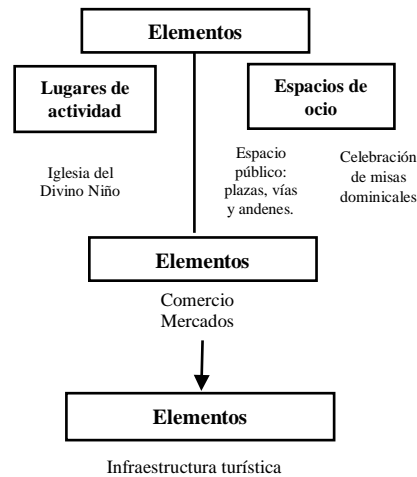 Elementos
Lugares de
actividad
Espacios de
ocio
Iglesia del
Divino Niño
Espacio
público:
plazas, vías
y andenes.
Celebración
de misas
dominicales
Elementos
Comercio
Mercados
Elementos
Infraestructura turística